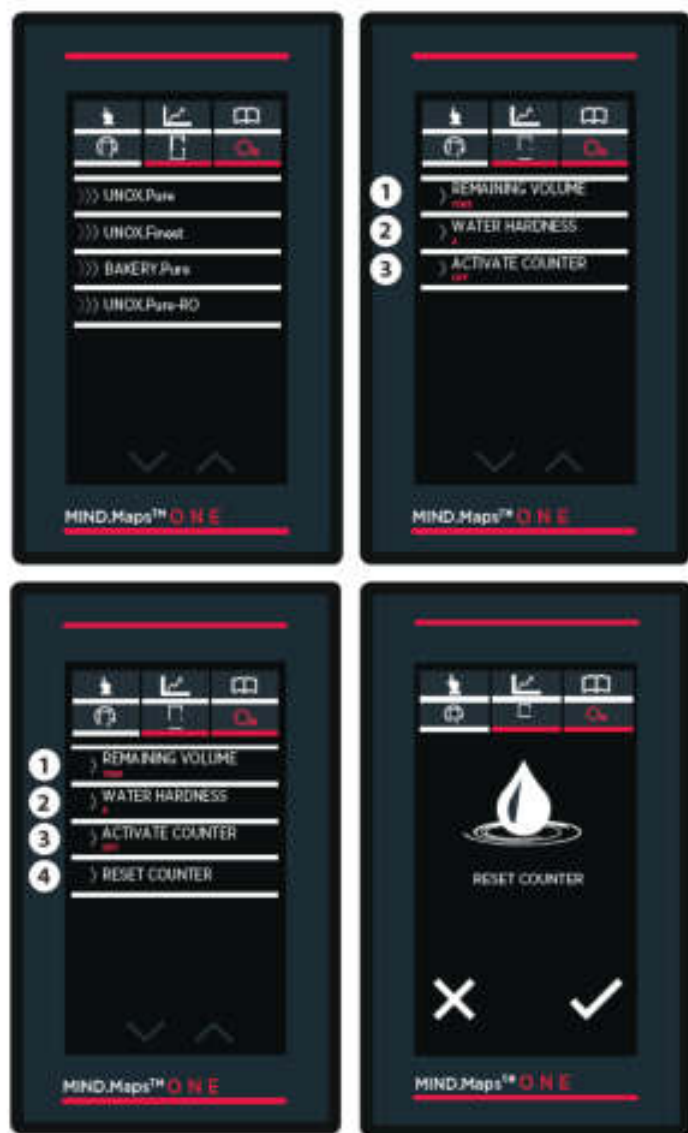 >>> UNOX.Pure
>>> UNOX.Finest
>>> BAKERY.Pure
>>> UNOX.Pure-RO
MIND.Maps™ ONE
1 > REMAINING VOLUME
2 > WATER HARDNESS
3 > ACTIVATE COUNTER
MIND.Maps™ ONE
1 > REMAINING VOLUME
2 > WATER HARDNESS
3 > ACTIVATE COUNTER
4 > RESET COUNTER
MIND.Maps™ ONE
RESET COUNTER
MIND.Maps™ ONE